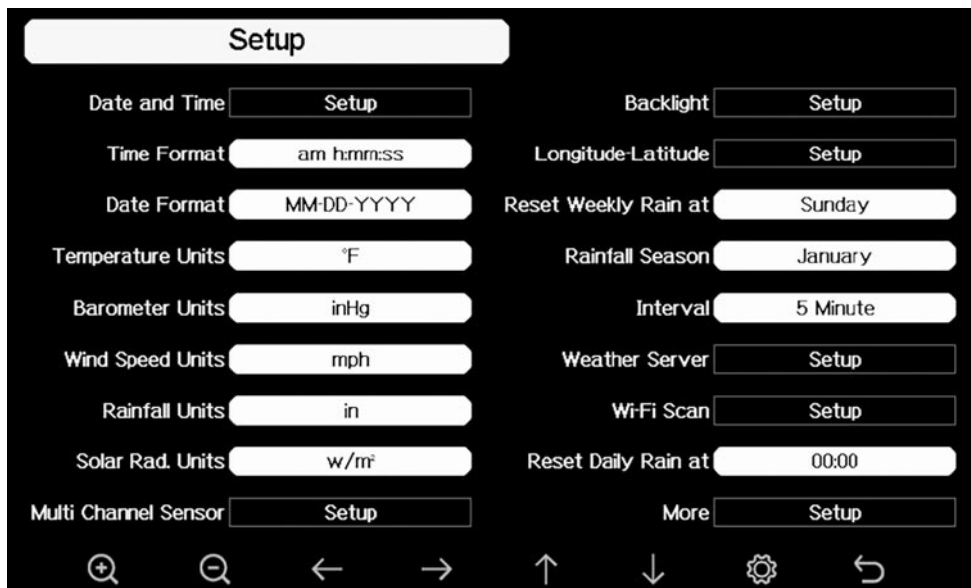 Setup
Date and Time Setup Backlight Setup
Time Format am h:mm:ss Longitude-Latitude Setup
Date Format MM-DD-YYYY Reset Weekly Rain at Sunday
Temperature Units °F Rainfall Season January
Barometer Units inHg Interval 5 Minute
Wind Speed Units mph Weather Server Setup
Rainfall Units in Wi-Fi Scan Setup
Solar Rad. Units w/m² Reset Daily Rain at 00:00
Multi Channel Sensor Setup More Setup